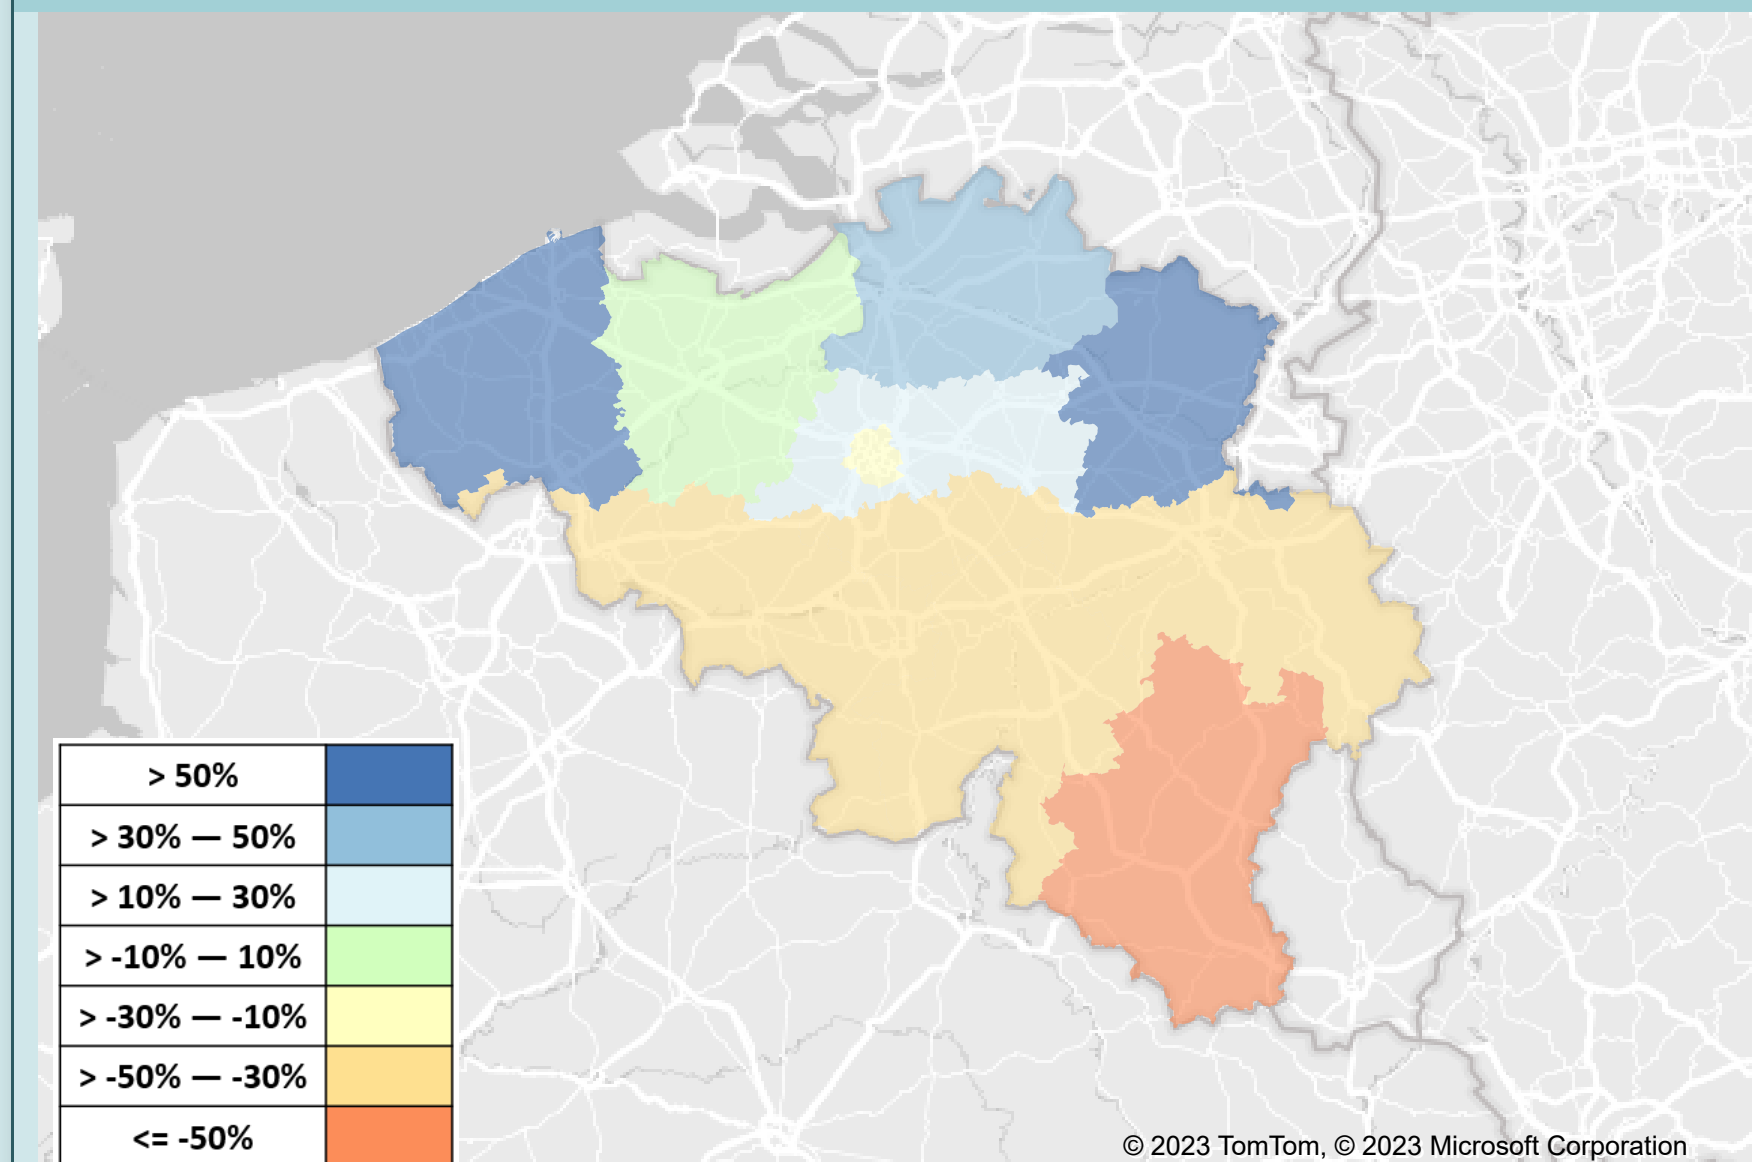 > 50%
> 30% — 50%
> 10% — 30%
> -10% — 10%
> -30% — -10%
> -50% — -30%
<= -50%
© 2023 TomTom, © 2023 Microsoft Corporation